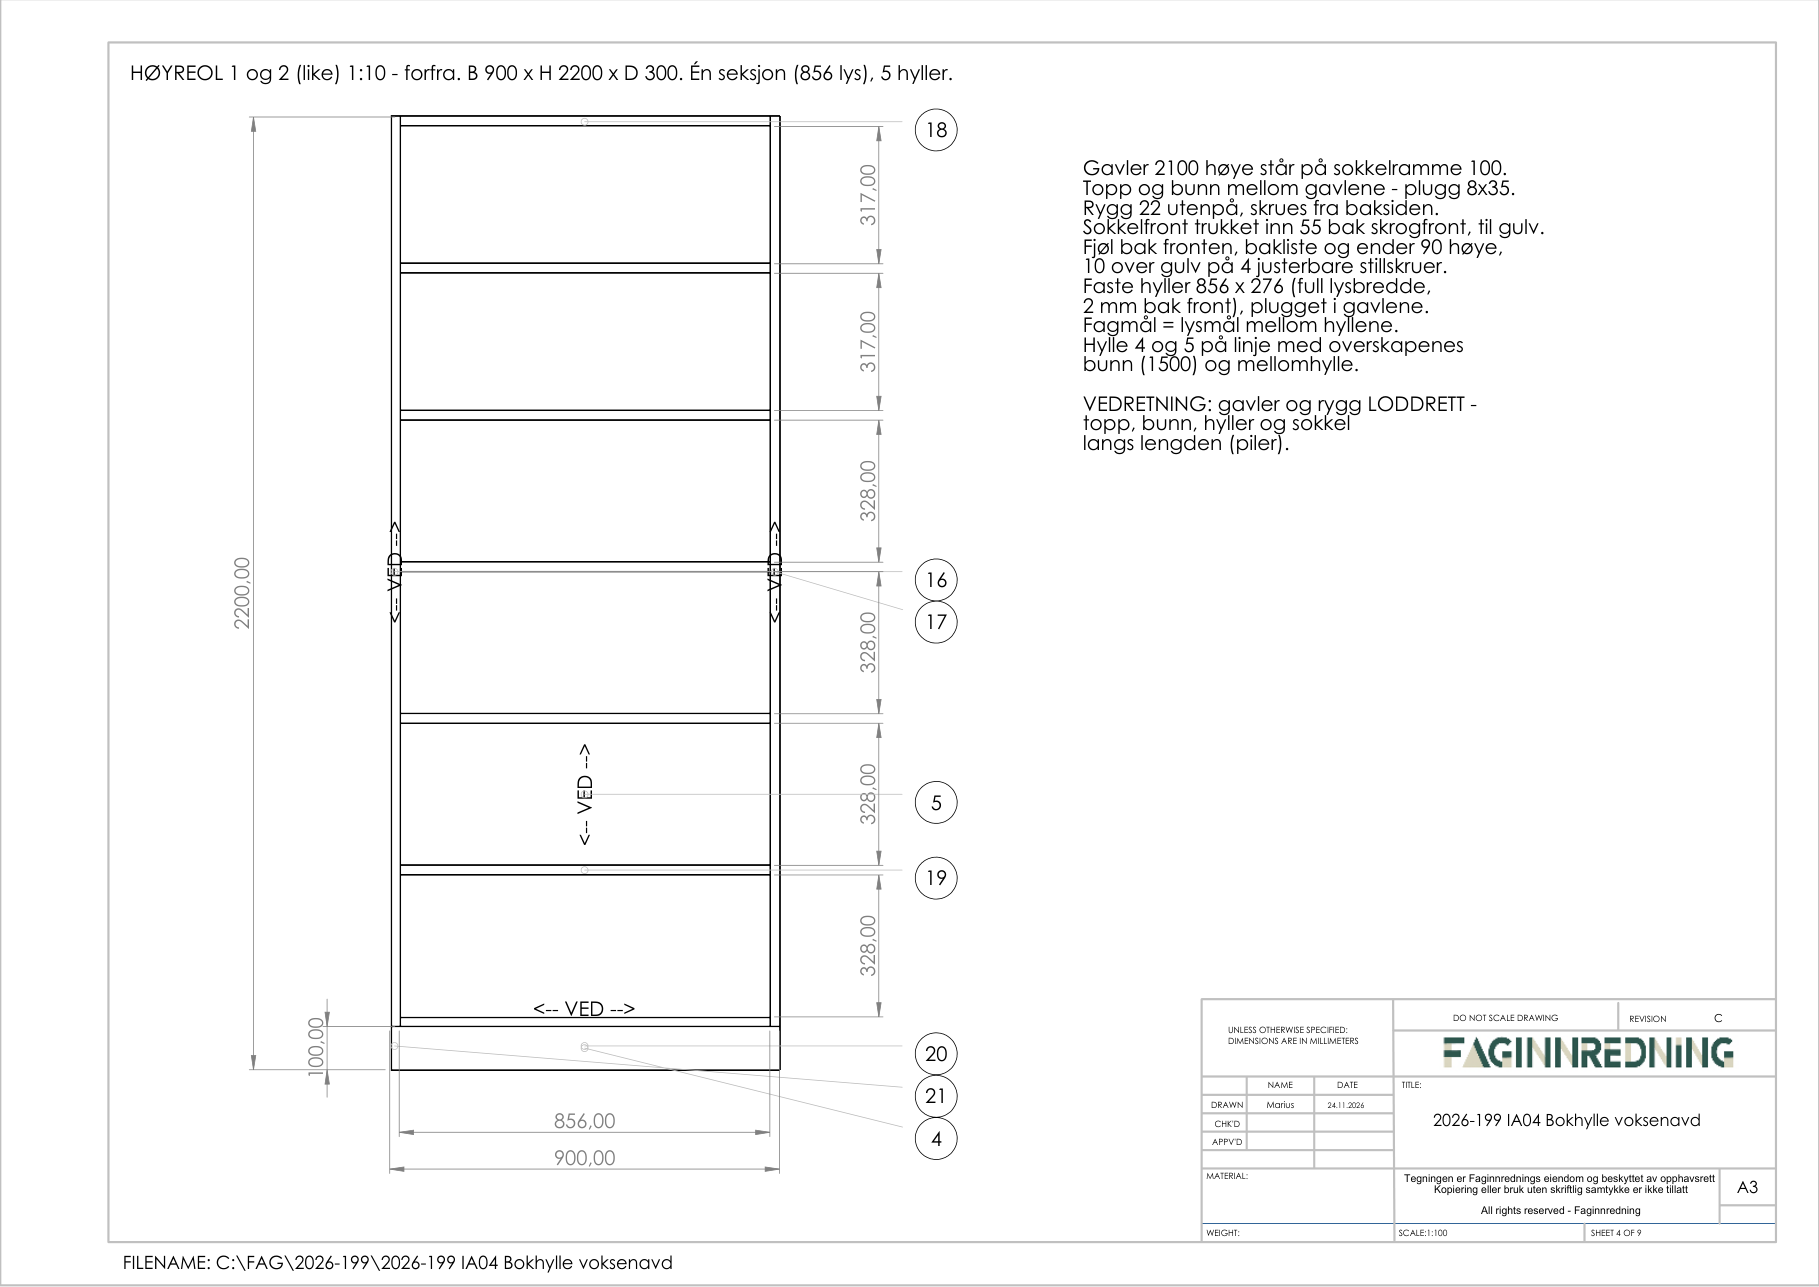 HØYREOL 1 og 2 (like) 1:10 - forfra. B 900 x H 2200 x D 300. Én seksjon (856 lys), 5 hyller.
18
317,00
317,00
328,00
<-- VED -->
<-- VED -->
2200,00
16
17
328,00
<-- VED -->
328,00
5
19
328,00
<-- VED -->
100,00
20
21
4
856,00
900,00
Gavler 2100 høye står på sokkelramme 100.
Topp og bunn mellom gavlene - plugg 8x35.
Rygg 22 utenpå, skrues fra baksiden.
Sokkelfront trukket inn 55 bak skrogfront, til gulv.
Fjøl bak fronten, bakliste og ender 90 høye,
10 over gulv på 4 justerbare stillskruer.
Faste hyller 856 x 276 (full lysbredde,
2 mm bak front), plugget i gavlene.
Fagmål = lysmål mellom hyllene.
Hylle 4 og 5 på linje med overskapenes
bunn (1500) og mellomhylle.
VEDRETNING: gavler og rygg LODDRETT -
topp, bunn, hyller og sokkel
langs lengden (piler).
UNLESS OTHERWISE SPECIFIED:
DIMENSIONS ARE IN MILLIMETERS
DO NOT SCALE DRAWING
REVISION C
FAGINNREDNING
NAME DATE
DRAWN Marius 24.11.2026
CHK'D
APPV'D
TITLE:
2026-199 IA04 Bokhylle voksenavd
MATERIAL:
Tegningen er Faginnrednings eiendom og beskyttet av opphavsrett
Kopiering eller bruk uten skriftlig samtykke er ikke tillatt
All rights reserved - Faginnredning
A3
WEIGHT:
SCALE:1:100
SHEET 4 OF 9
FILENAME: C:\FAG\2026-199\2026-199 IA04 Bokhylle voksenavd